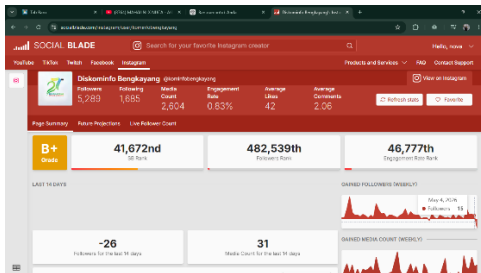 SOCIAL BLADE
Search for your favorite Instagram creator
Hello, nova
YouTube TikTok Twitch Facebook Instagram
Products and Services FAQ Contact Support
Diskominfo Bengkayang @kominfobengkayang
View on Instagram
Followers Following Media Count Engagement Rate Average Likes Average Comments
5,289 1,685 2,604 0.83% 42 2.06
Refresh stats Favorite
Page Summary Future Projections Live Follower Count
B+
Grade
41,672nd
SB Rank
482,539th
Followers Rank
46,777th
Engagement Rate Rank
LAST 14 DAYS
GAINED FOLLOWERS (WEEKLY)
May 4, 2026
Followers 15
-26
Followers for the last 14 days
31
Media Count for the last 14 days
GAINED MEDIA COUNT (WEEKLY)